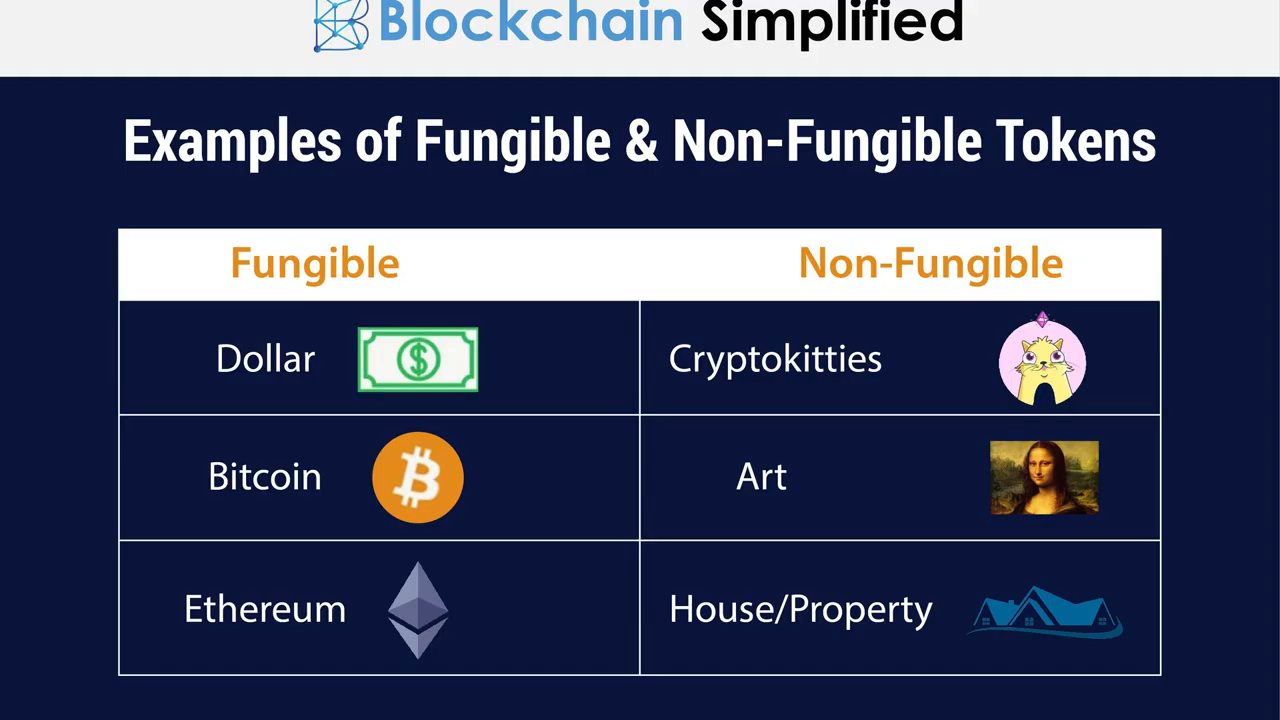 Blockchain Simplified
Examples of Fungible & Non-Fungible Tokens
Fungible Non-Fungible
Dollar $ Cryptokitties
Bitcoin Art
Ethereum House/Property